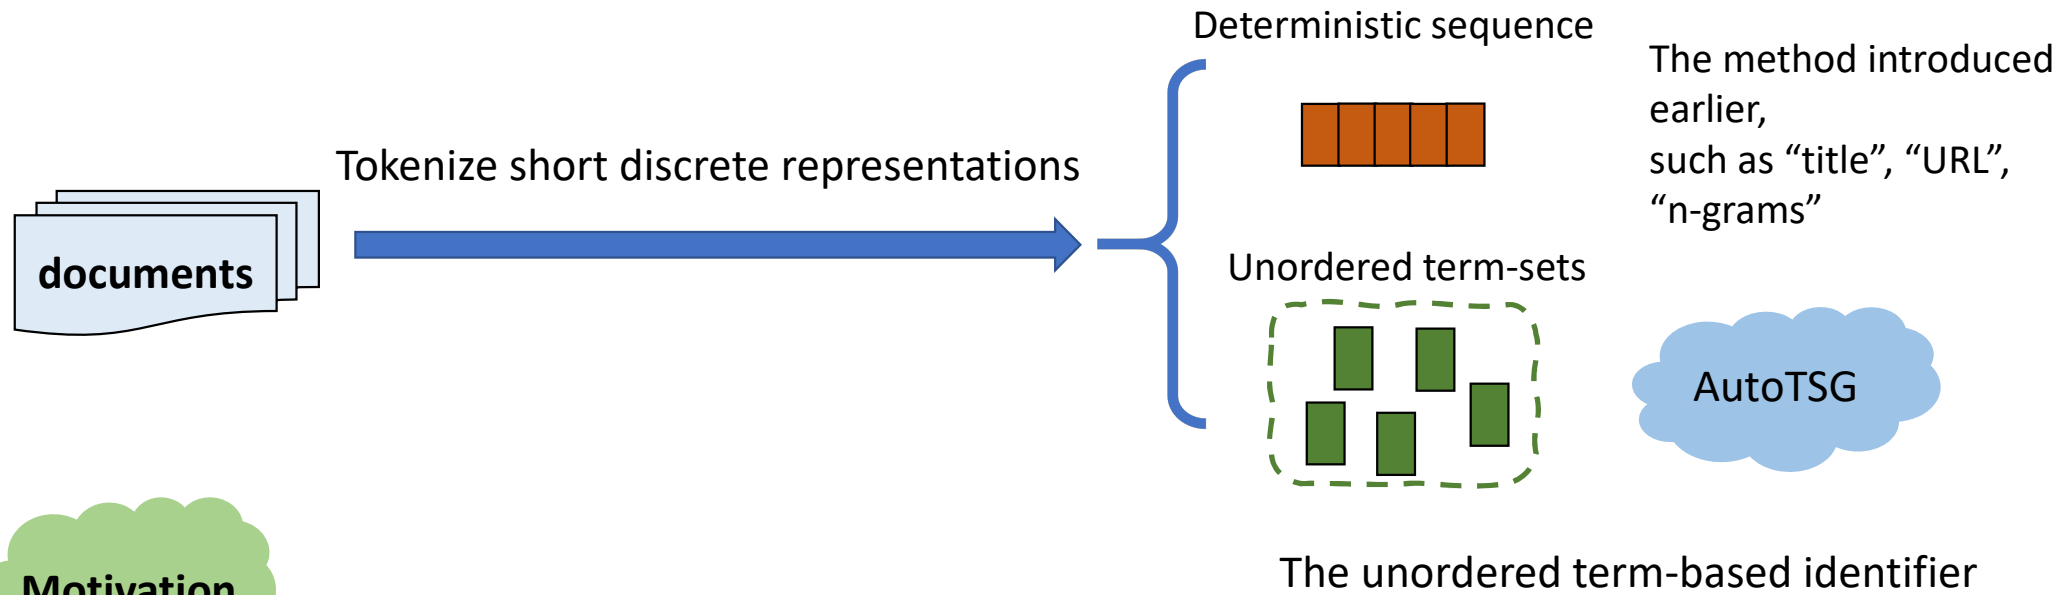 Deterministic sequence
The method introduced
earlier,
such as “title”, “URL”,
“n-grams”
Tokenize short discrete representations
documents
Unordered term-sets
AutoTSG
Motivation
The unordered term-based identifier